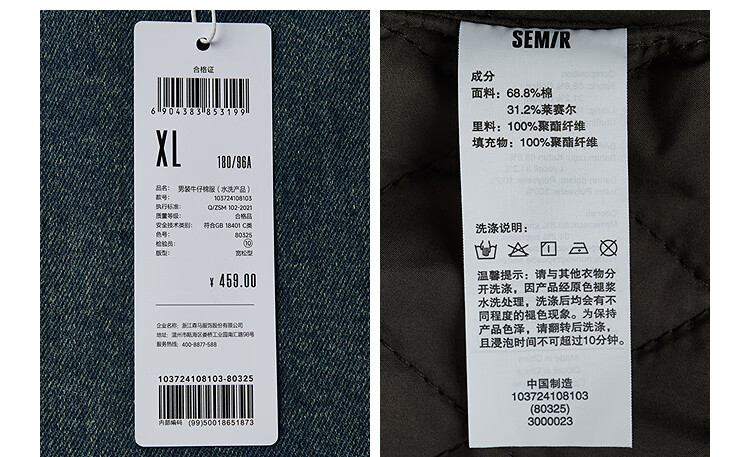 合格证
6 904383 853199
XL
180/96A
品名: 男装牛仔棉服（水洗产品）
款号: 103724108103
执行标准: Q/ZSM 102-2021
质量等级: 合格品
安全技术类别: 符合GB 18401 C类
色号: 80325
检验员: 10
版型: 宽松型
¥ 459.00
企业名称: 浙江森马服饰股份有限公司
地址: 温州市瓯海区娄桥工业园南汇路98号
服务热线: 400-8877-588
103724108103-80325
内部编码 (99)50018651873
SEM/R
成分
面料: 68.8%棉
31.2%莱赛尔
里料: 100%聚酯纤维
填充物: 100%聚酯纤维
洗涤说明:
温馨提示: 请与其他衣物分
开洗涤，因产品经原色褪浆
水洗处理，洗涤后均会有不
同程度的褪色现象。为保持
产品色泽，请翻转后洗涤，
且浸泡时间不可超过10分钟。
中国制造
103724108103
(80325)
3000023